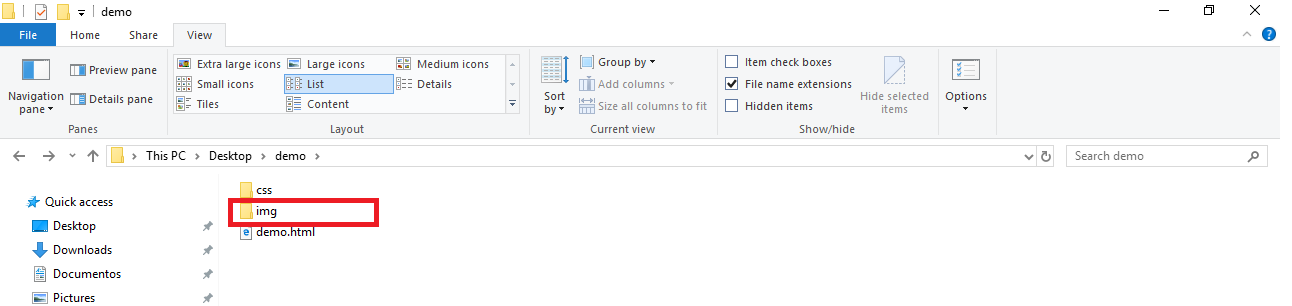 demo
File Home Share View
Navigation pane
Preview pane
Details pane
Panes
Extra large icons Large icons Medium icons
Small icons List Details
Tiles Content
Layout
Sort by
Group by
Add columns
Size all columns to fit
Current view
Item check boxes
File name extensions
Hidden items
Hide selected items
Show/hide
Options
This PC Desktop demo
Search demo
Quick access
Desktop
Downloads
Documentos
Pictures
css
img
demo.html